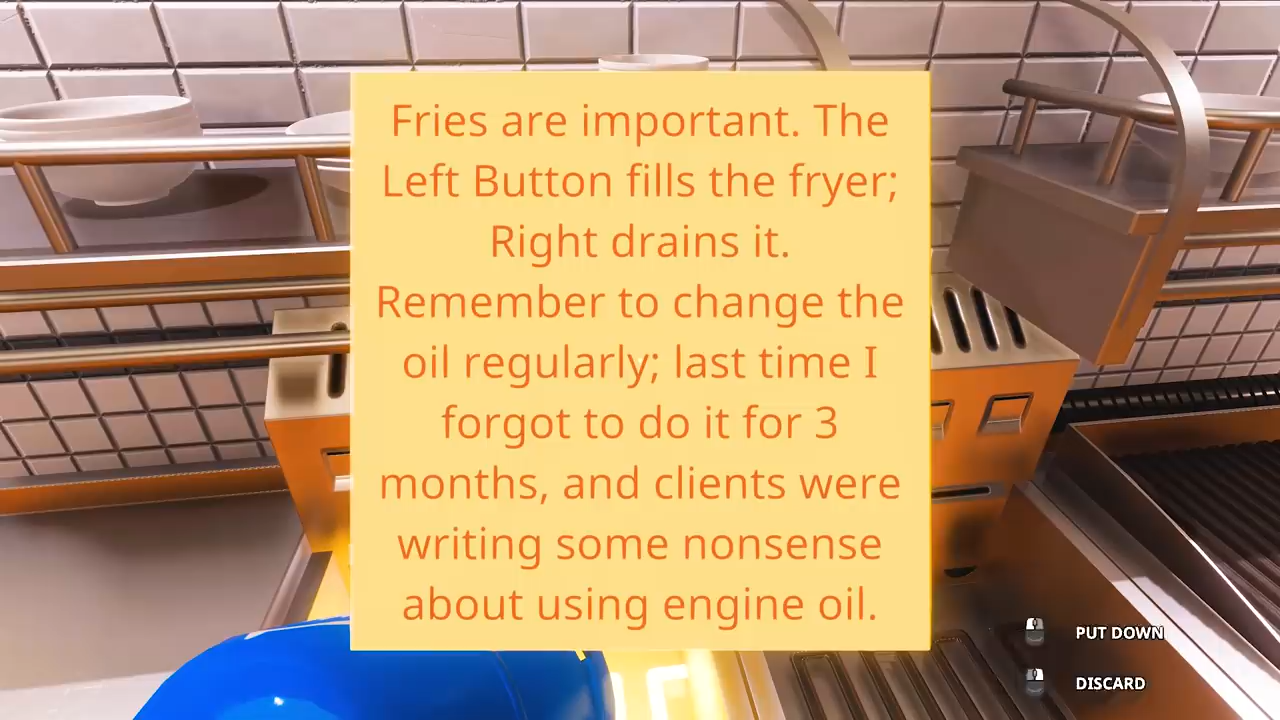 Fries are important. The
Left Button fills the fryer;
Right drains it.
Remember to change the
oil regularly; last time I
forgot to do it for 3
months, and clients were
writing some nonsense
about using engine oil.
PUT DOWN
DISCARD